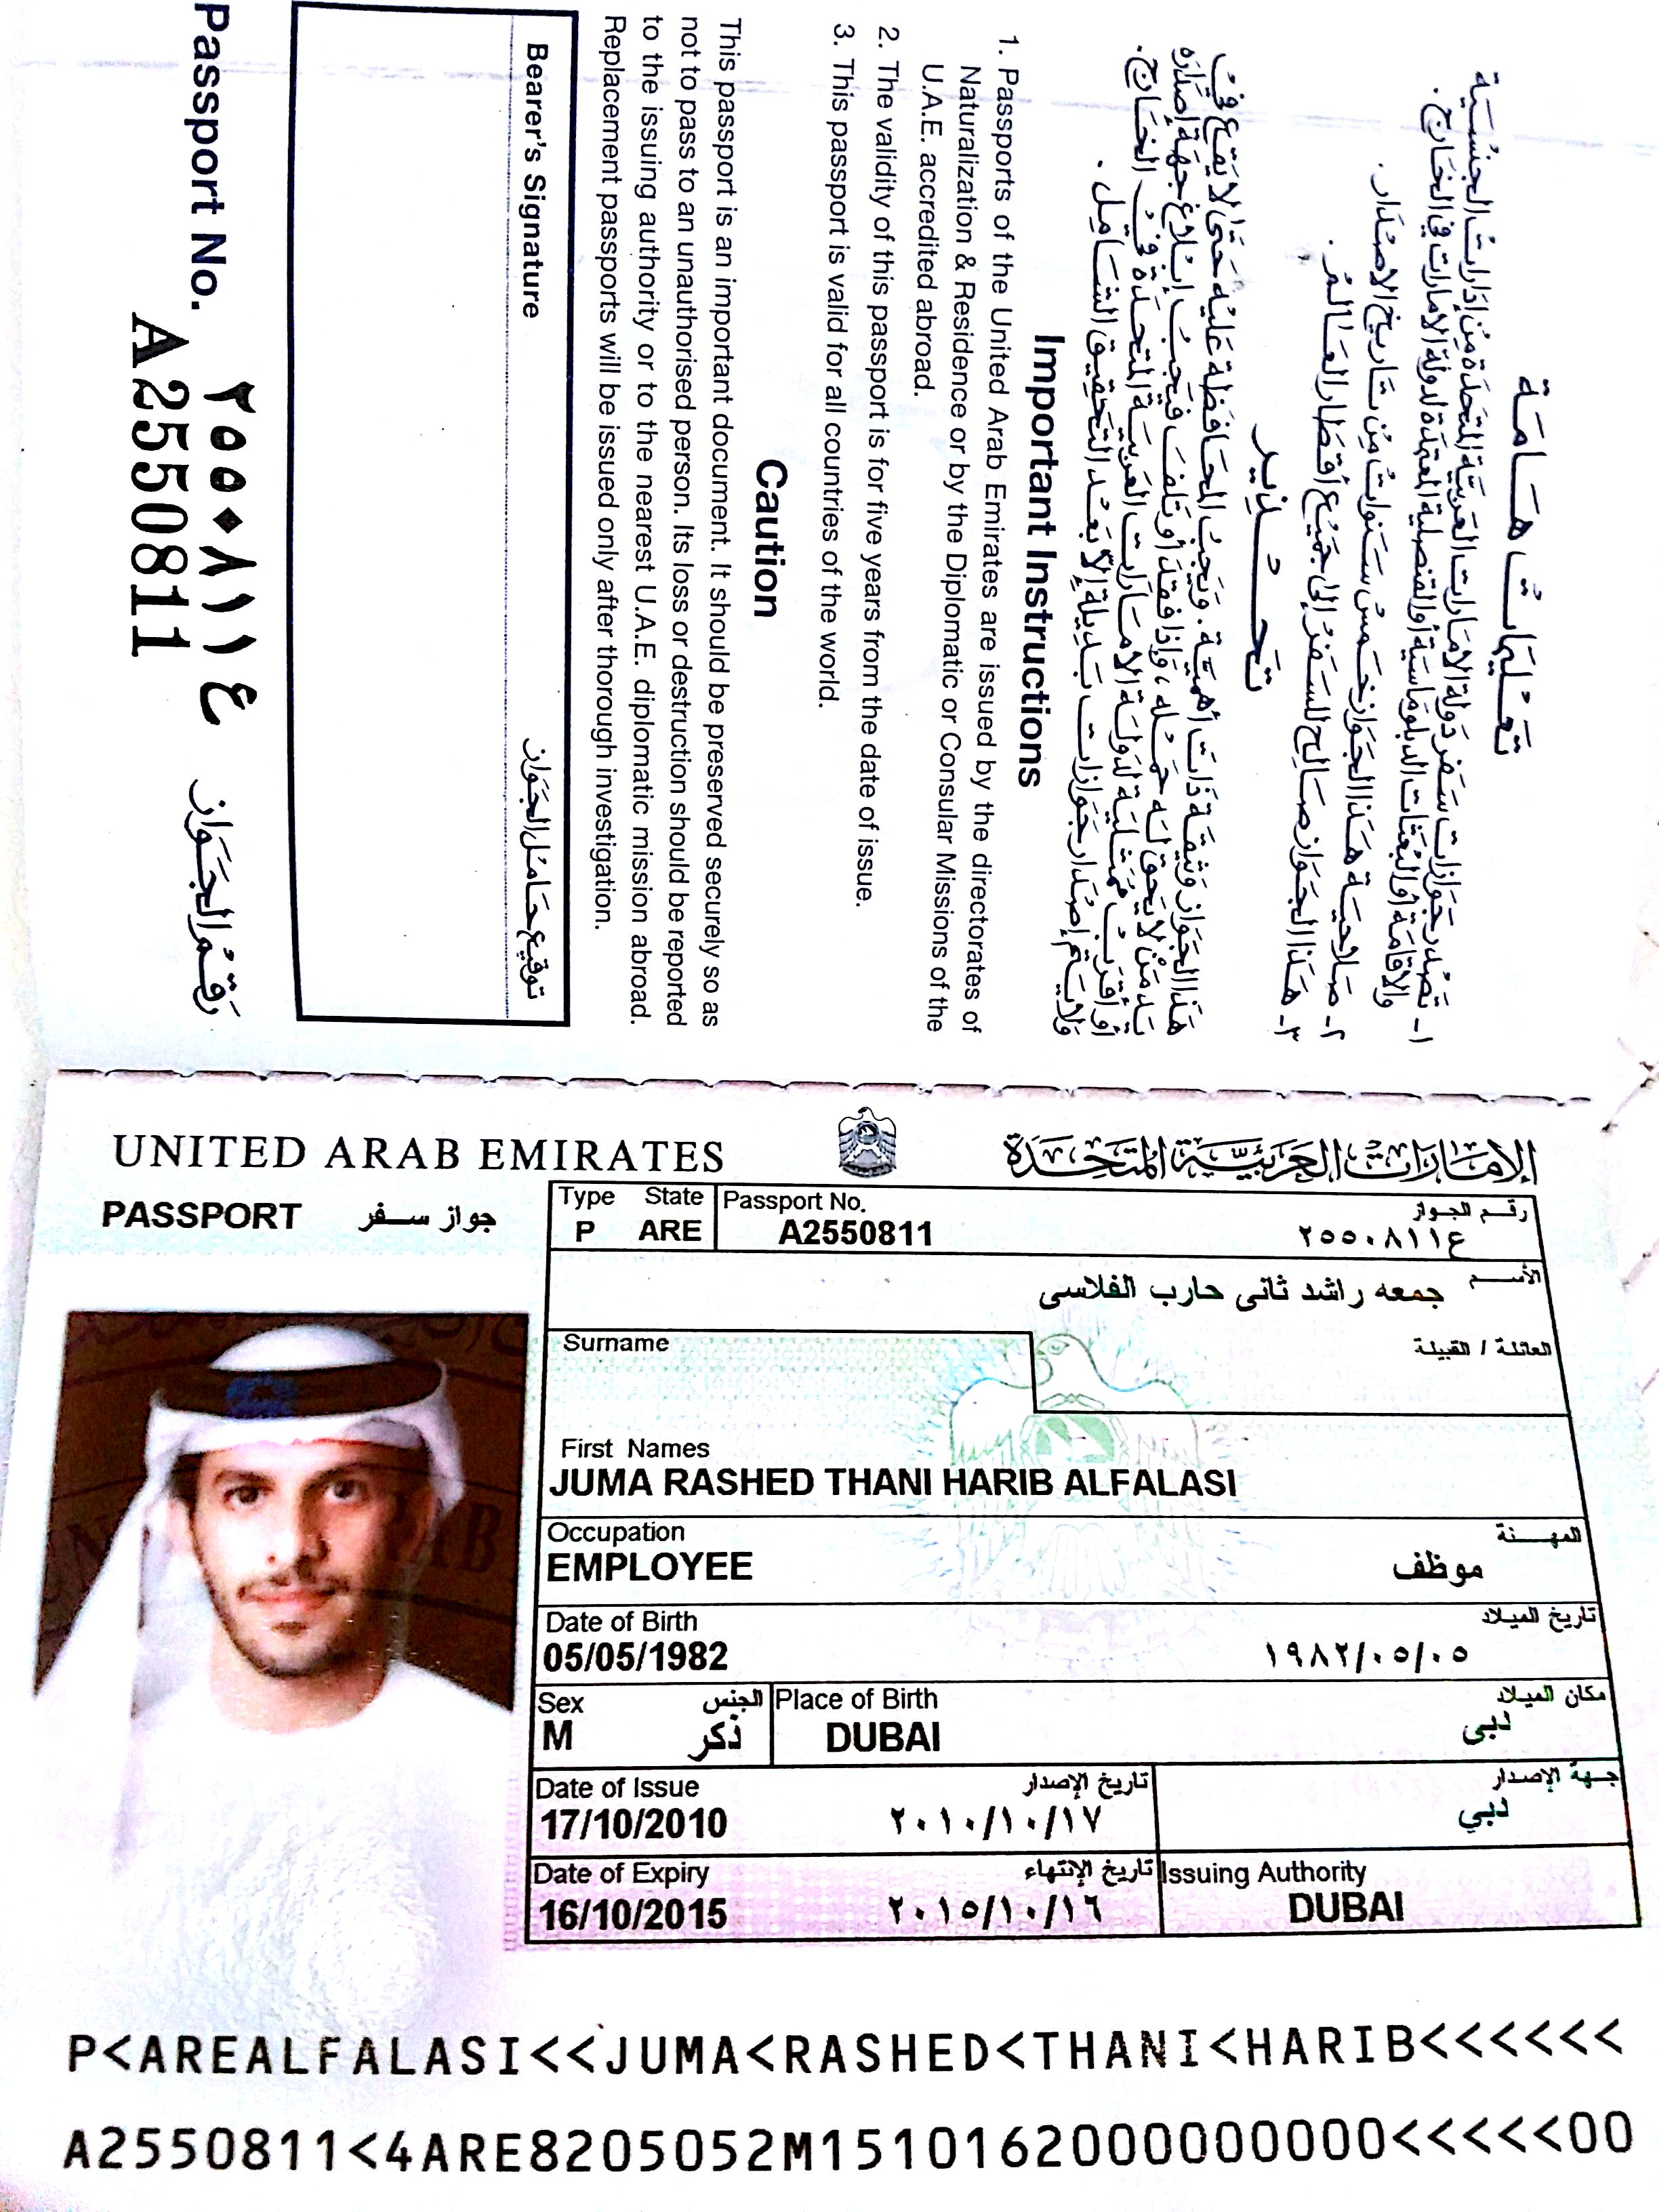 تعليمات هامة
١- تصدر جوازات سفر دولة الامارات العربية المتحدة من إدارات الجنسية
والاقامة أو البعثات الدبلوماسية أو القنصلية المعتمدة لدولة الأمارات في الخارج.
٢- صلاحية هذا الجواز خمس سنوات من تاريخ الاصدار.
٣- هذا الجواز صالح للسفر إلى جميع أقطار العالم.
تحذير
هذا الجواز وثيقة ذات أهمية. ويجب المحافظة عليه حتى لا يقع في
يد من لا يحق له حمله، وإذا فقد أو تلف فيجب إبلاغ جهة إصداره
أو أقرب ممثلية لدولة الامارات العربية المتحدة في الخارج.
ولا يتم إصدار جوازات بديلة إلا بعد التحقيق الشامل.
Important Instructions
1. Passports of the United Arab Emirates are issued by the directorates of
Naturalization & Residence or by the Diplomatic or Consular Missions of the
U.A.E. accredited abroad.
2. The validity of this passport is for five years from the date of issue.
3. This passport is valid for all countries of the world.
Caution
This passport is an important document. It should be preserved securely so as
not to pass to an unauthorised person. Its loss or destruction should be reported
to the issuing authority or to the nearest U.A.E. diplomatic mission abroad.
Replacement passports will be issued only after thorough investigation.
Bearer's Signature توقيع حامل الجواز
Passport No. ٢٥٥٠٨١١ ع رقم الجواز
A2550811
UNITED ARAB EMIRATES الإمارات العربية المتحدة
PASSPORT جواز سفر
Type State Passport No. رقم الجواز
P ARE A2550811 ٢٥٥٠٨١١ع
الأسم جمعه راشد ثانى حارب الفلاسى
Surname العائلة / القبيلة
First Names
JUMA RASHED THANI HARIB ALFALASI
Occupation المهنة
EMPLOYEE موظف
Date of Birth تاريخ الميلاد
05/05/1982 ١٩٨٢/٠٥/٠٥
Sex الجنس Place of Birth مكان الميلاد
M ذكر DUBAI دبى
Date of Issue تاريخ الإصدار جهة الإصدار
17/10/2010 ٢٠١٠/١٠/١٧ دبي
Date of Expiry تاريخ الإنتهاء Issuing Authority
16/10/2015 ٢٠١٥/١٠/١٦ DUBAI
P<AREALFALASI<<JUMA<RASHED<THANI<HARIB<<<<<<
A2550811<4ARE8205052M1510162000000000<<<<<00